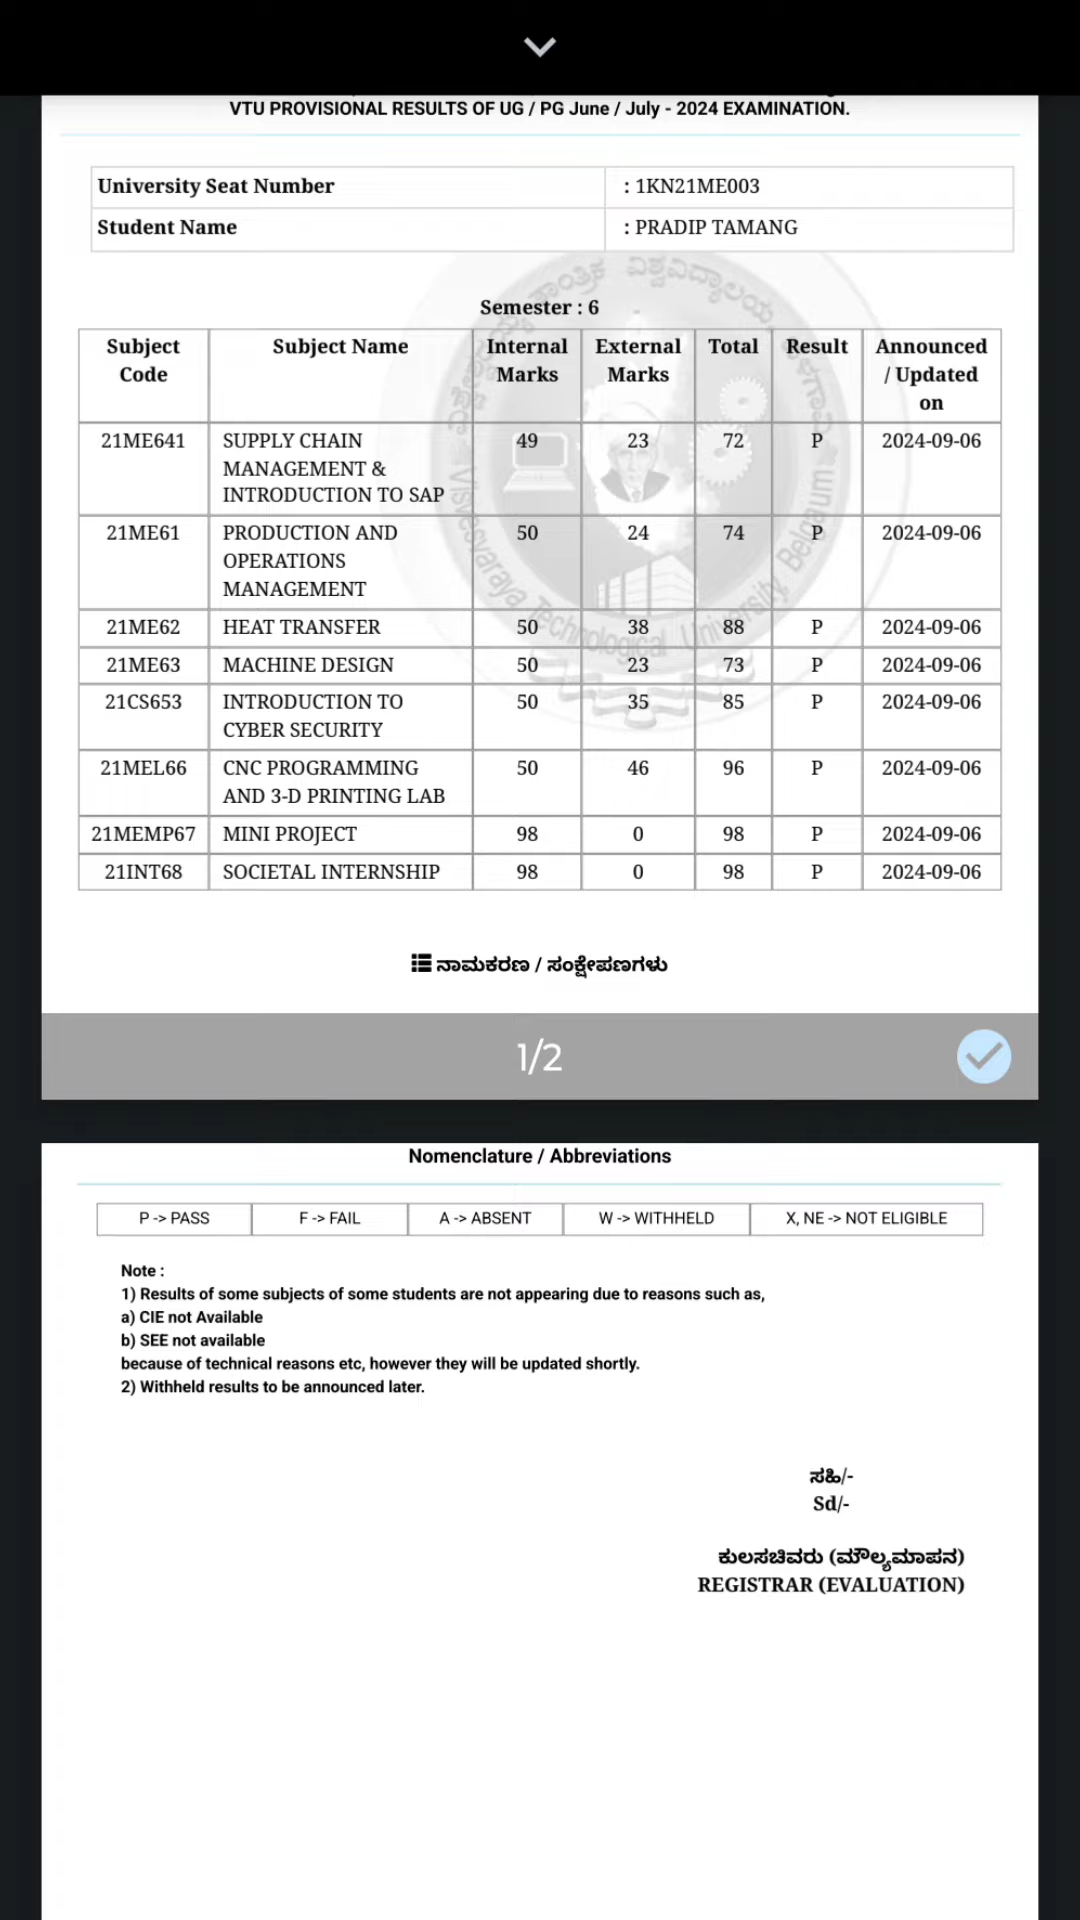 VTU PROVISIONAL RESULTS OF UG / PG June / July - 2024 EXAMINATION.
University Seat Number : 1KN21ME003
Student Name : PRADIP TAMANG
Semester : 6
Subject Code Subject Name Internal Marks External Marks Total Result Announced / Updated on
21ME641 SUPPLY CHAIN MANAGEMENT & INTRODUCTION TO SAP 49 23 72 P 2024-09-06
21ME61 PRODUCTION AND OPERATIONS MANAGEMENT 50 24 74 P 2024-09-06
21ME62 HEAT TRANSFER 50 38 88 P 2024-09-06
21ME63 MACHINE DESIGN 50 23 73 P 2024-09-06
21CS653 INTRODUCTION TO CYBER SECURITY 50 35 85 P 2024-09-06
21MEL66 CNC PROGRAMMING AND 3-D PRINTING LAB 50 46 96 P 2024-09-06
21MEMP67 MINI PROJECT 98 0 98 P 2024-09-06
21INT68 SOCIETAL INTERNSHIP 98 0 98 P 2024-09-06
Visvesvaraya Technological University, Belgaum
ನಾಮಕರಣ / ಸಂಕ್ಷೇಪಣಗಳು
1/2
Nomenclature / Abbreviations
P -> PASS F -> FAIL A -> ABSENT W -> WITHHELD X, NE -> NOT ELIGIBLE
Note :
1) Results of some subjects of some students are not appearing due to reasons such as,
a) CIE not Available
b) SEE not available
because of technical reasons etc, however they will be updated shortly.
2) Withheld results to be announced later.
ಸಹಿ/-
Sd/-
ಕುಲಸಚಿವರು (ಮೌಲ್ಯಮಾಪನ)
REGISTRAR (EVALUATION)